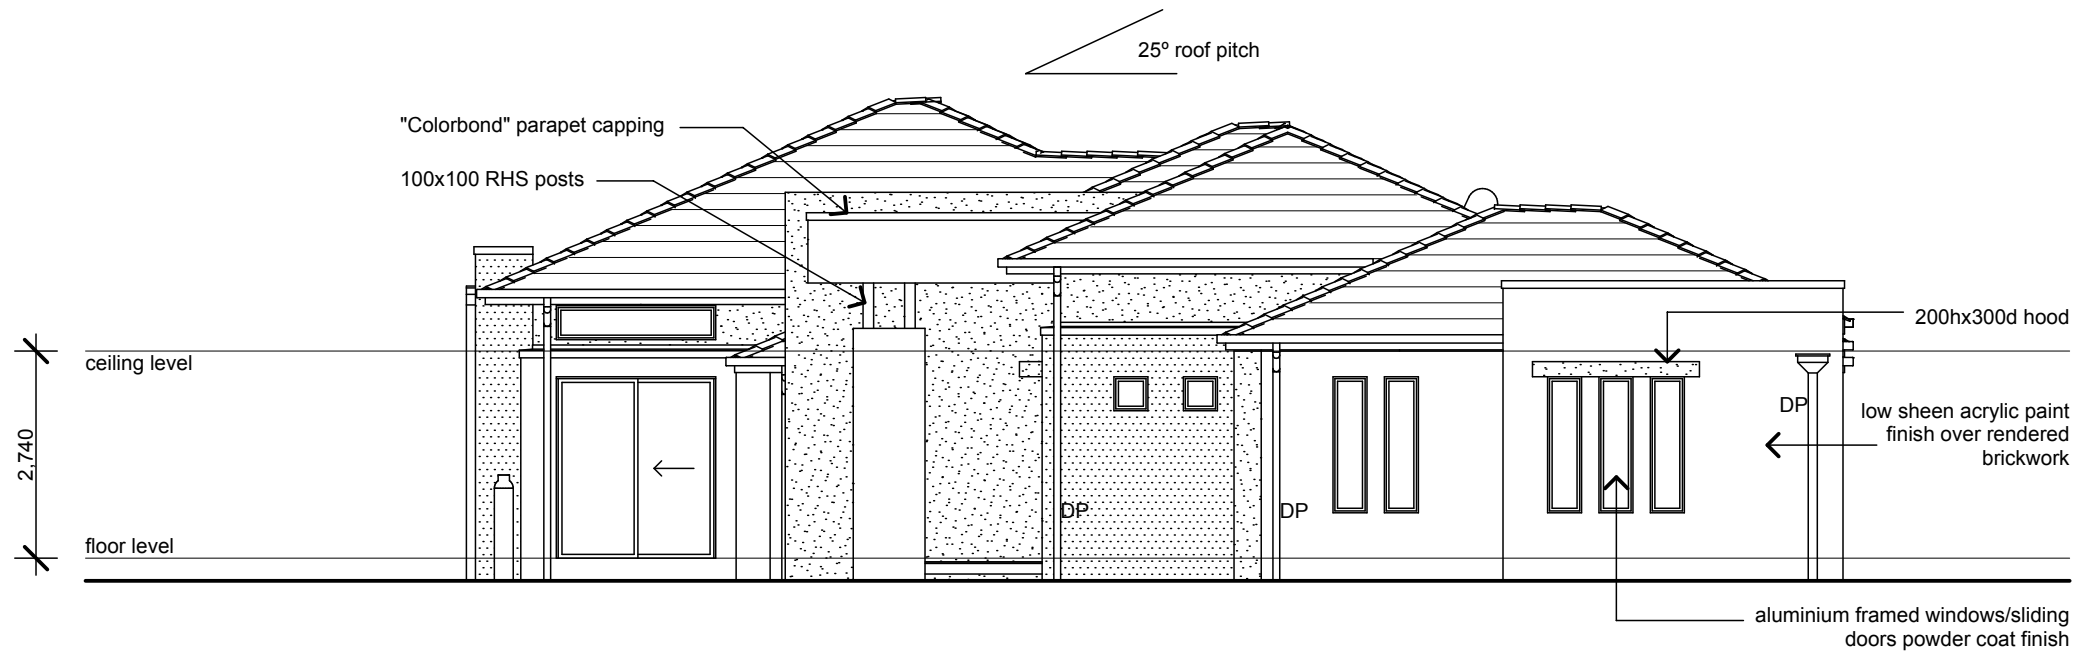 25º roof pitch
"Colorbond" parapet capping
100x100 RHS posts
200hx300d hood
ceiling level
DP
low sheen acrylic paint
finish over rendered
brickwork
2,740
DP
DP
floor level
aluminium framed windows/sliding
doors powder coat finish